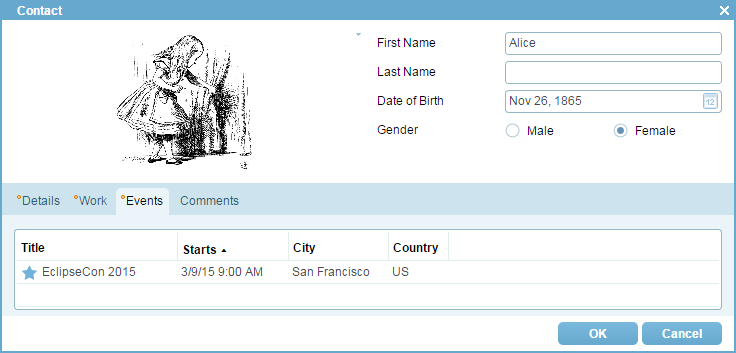 Contact
First Name Alice
Last Name
Date of Birth Nov 26, 1865 12
Gender Male Female
Details Work Events Comments
Title Starts City Country
EclipseCon 2015 3/9/15 9:00 AM San Francisco US
OK Cancel